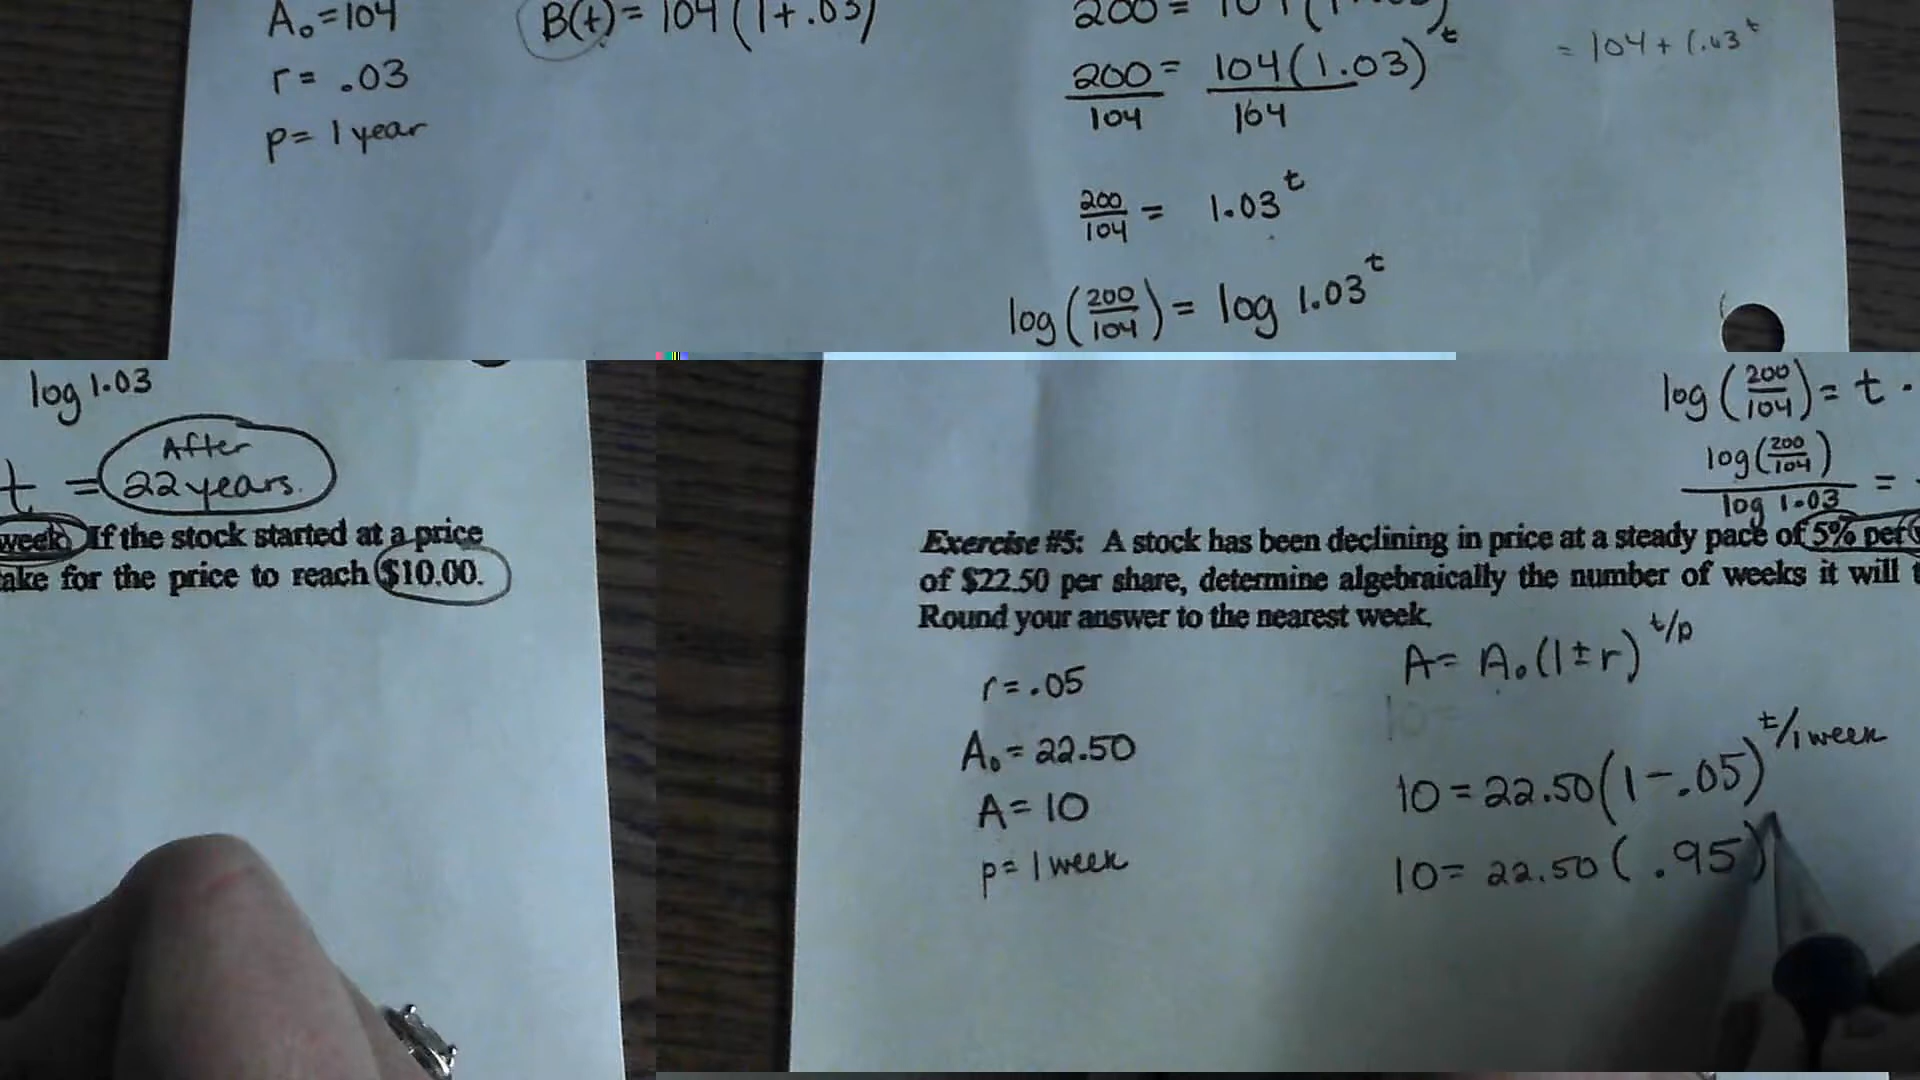 A₀ = 104
r = .03
p = 1 year
B(t) = 104(1 + .03)
200 =
200/104 = 104(1.03)^t/104
= 104 + 1.03^t
200/104 = 1.03^t
log(200/104) = log 1.03^t
log 1.03
t = After 22 years.
week. If the stock started at a price
ake for the price to reach $10.00.
log(200/104) = t ·
log(200/104)/log 1.03 =
Exercise #5: A stock has been declining in price at a steady pace of 5% per
of $22.50 per share, determine algebraically the number of weeks it will t
Round your answer to the nearest week.
r = .05
A₀ = 22.50
A = 10
p = 1 week
A = A₀(1 ± r)^t/p
10 =
10 = 22.50(1 - .05)^t/1 week
10 = 22.50(.95)